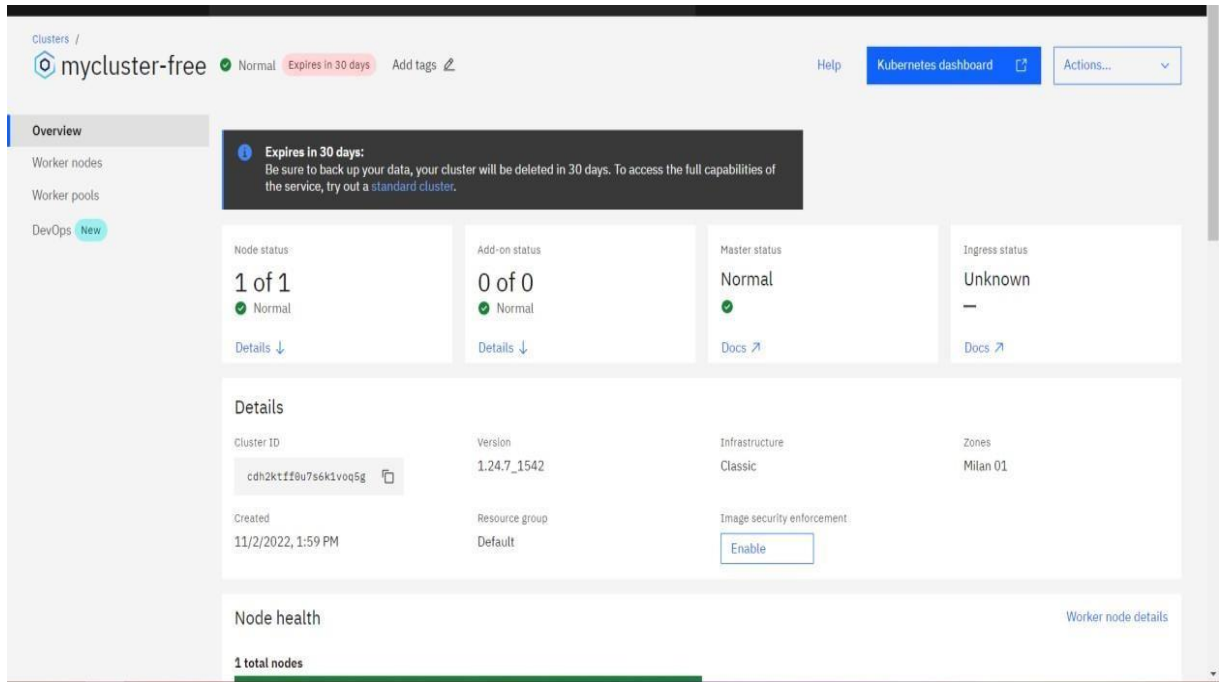 Clusters /
mycluster-free Normal Expires in 30 days Add tags Help Kubernetes dashboard Actions...
Overview
Worker nodes
Worker pools
DevOps New
Expires in 30 days:
Be sure to back up your data, your cluster will be deleted in 30 days. To access the full capabilities of
the service, try out a standard cluster.
Node status Add-on status Master status Ingress status
1 of 1 0 of 0 Normal Unknown
Normal Normal
Details Details Docs Docs
Details
Cluster ID Version Infrastructure Zones
cdh2ktff0u7s6k1voq5g 1.24.7_1542 Classic Milan 01
Created Resource group Image security enforcement
11/2/2022, 1:59 PM Default Enable
Node health Worker node details
1 total nodes